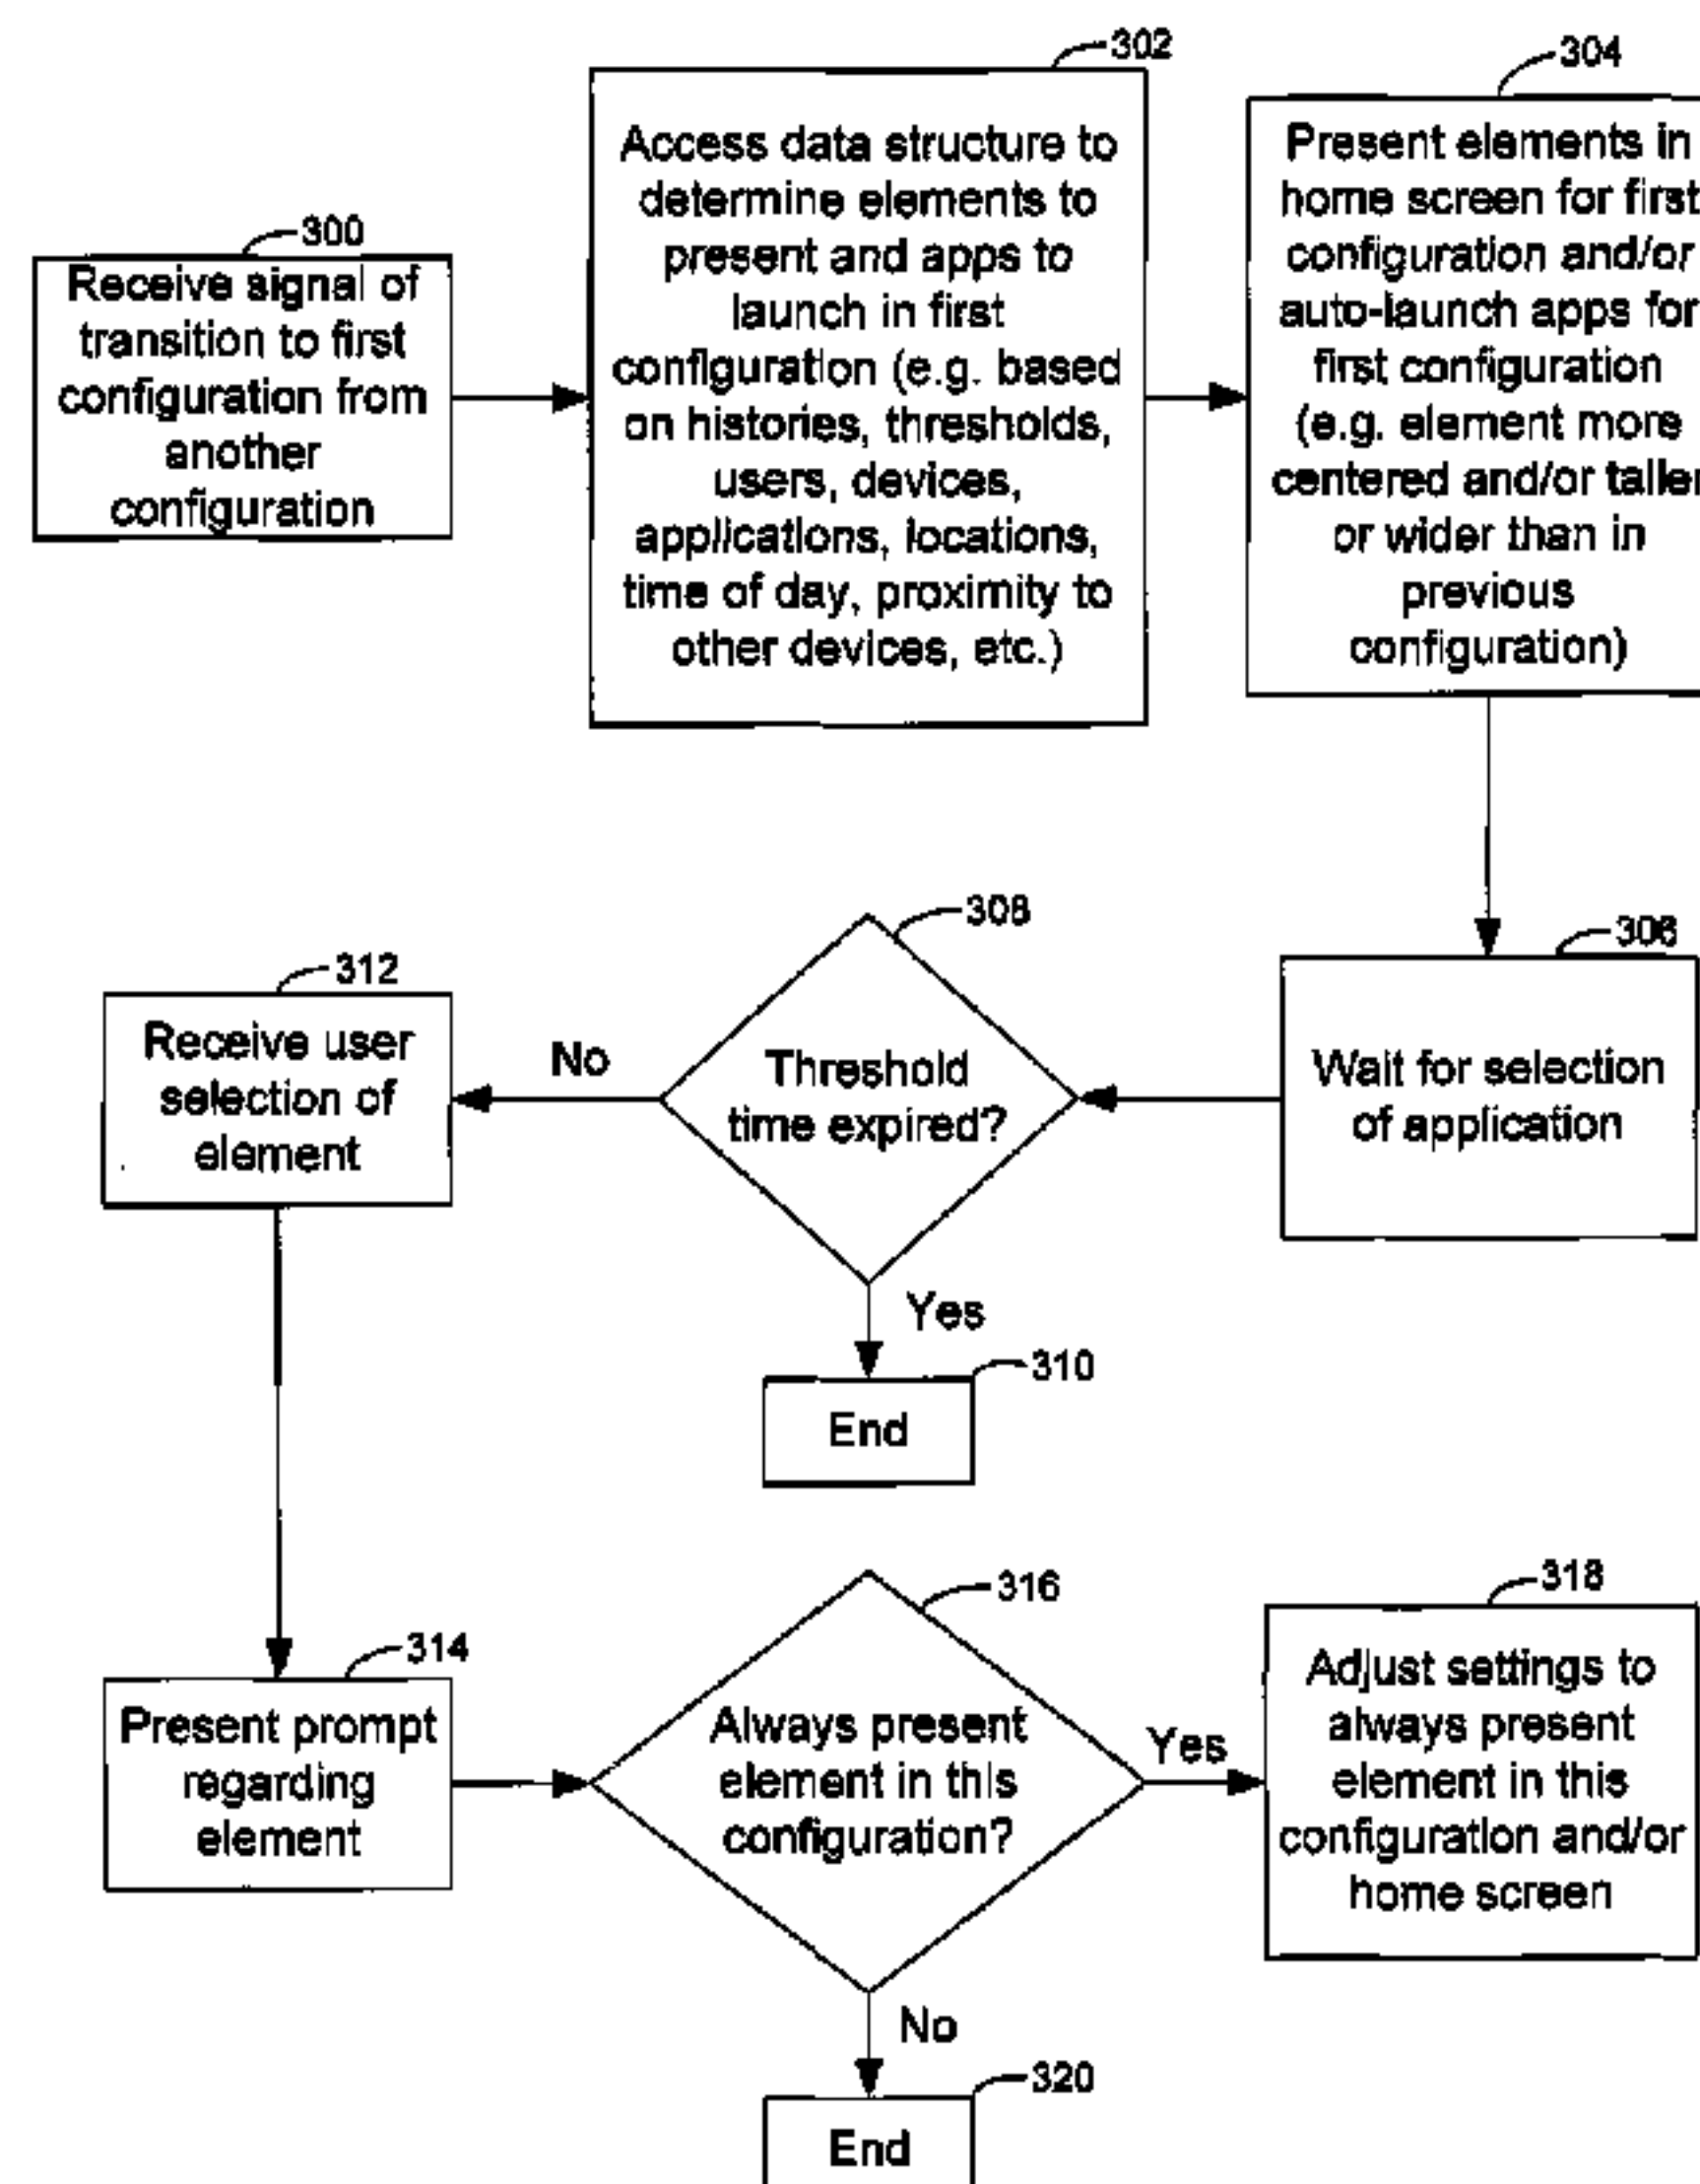 300
Receive signal of
transition to first
configuration from
another
configuration
302
Access data structure to
determine elements to
present and apps to
launch in first
configuration (e.g. based
on histories, thresholds,
users, devices,
applications, locations,
time of day, proximity to
other devices, etc.)
304
Present elements in
home screen for first
configuration and/or
auto-launch apps for
first configuration
(e.g. element more
centered and/or taller
or wider than in
previous
configuration)
306
Wait for selection
of application
308
Threshold
time expired?
No
Yes
310
End
312
Receive user
selection of
element
314
Present prompt
regarding
element
316
Always present
element in this
configuration?
Yes
No
318
Adjust settings to
always present
element in this
configuration and/or
home screen
320
End